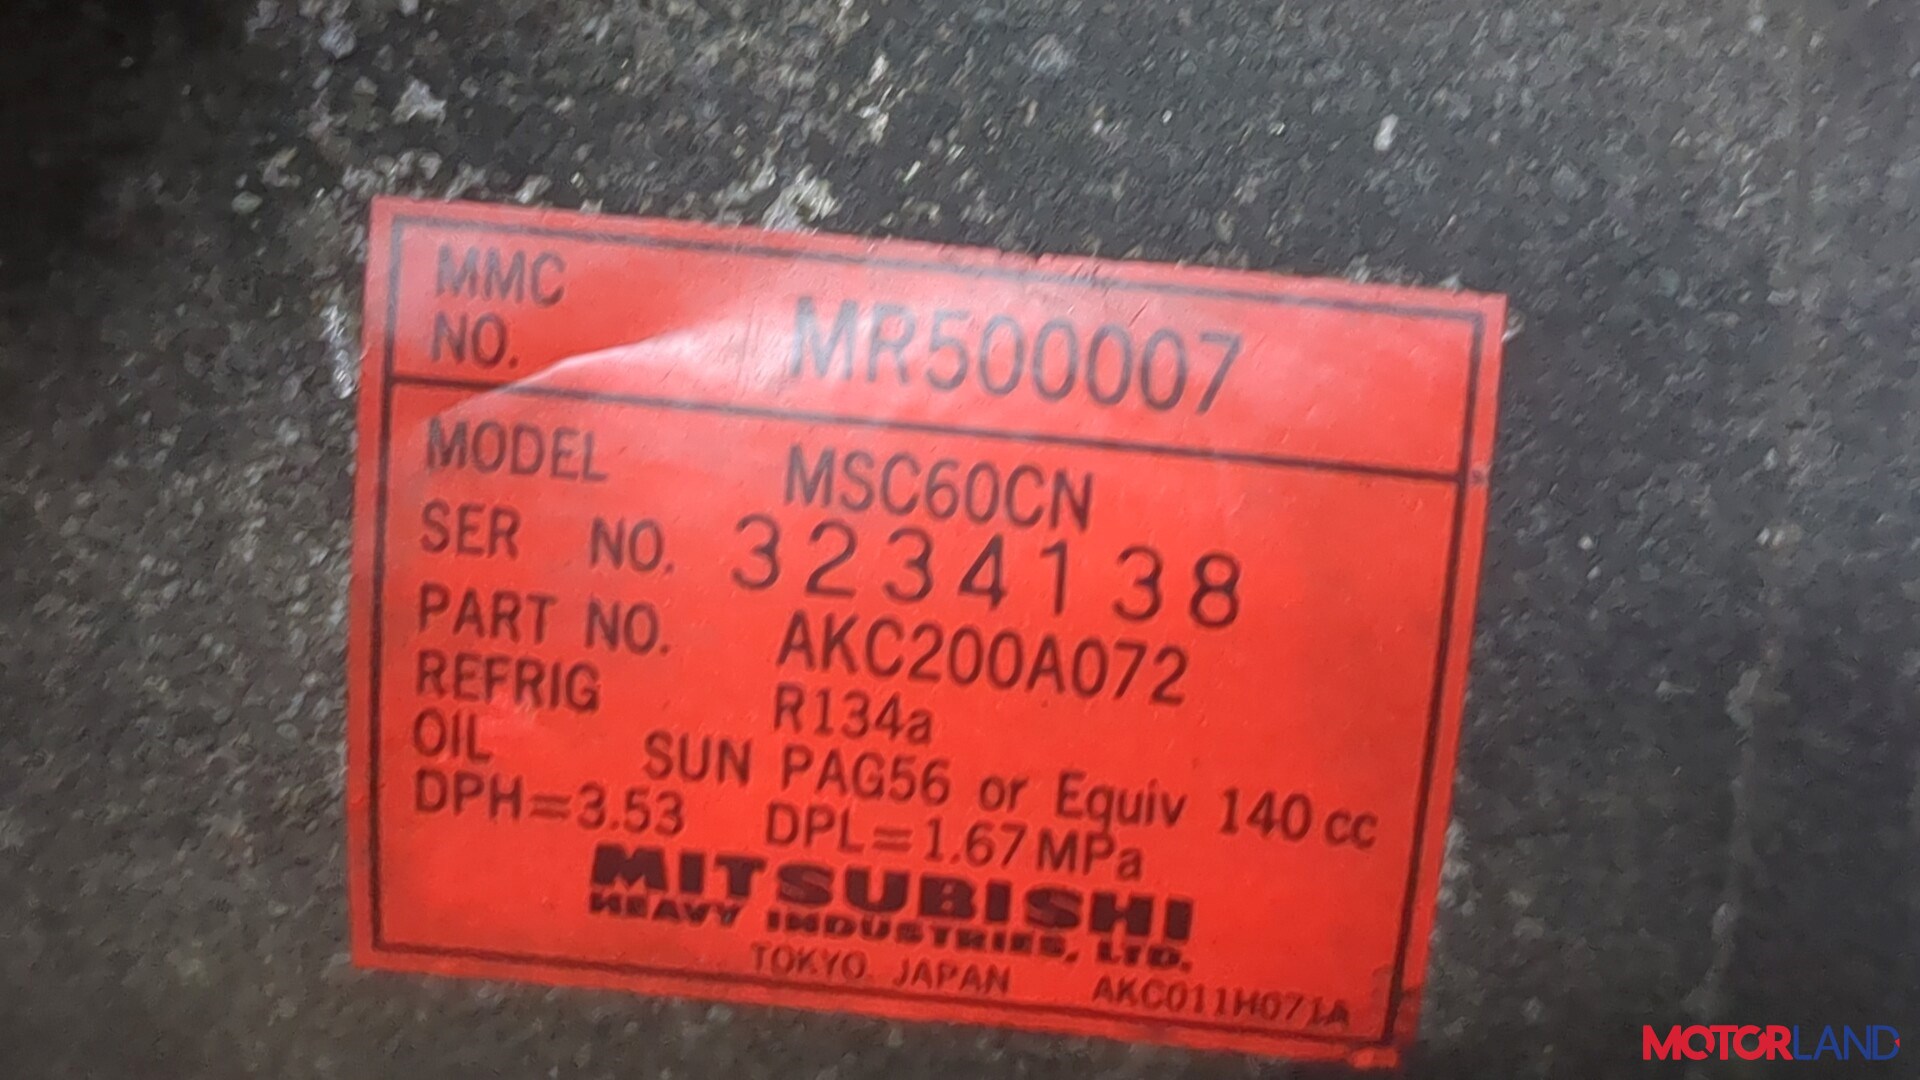 MMC NO. MR500007
MODEL MSC60CN
SER NO. 3234138
PART NO. AKC200A072
REFRIG R134a
OIL SUN PAG56 or Equiv 140 cc
DPH=3.53 DPL=1.67MPa
MITSUBISHI
HEAVY INDUSTRIES, LTD.
TOKYO. JAPAN AKC011H071A
MOTORLAND